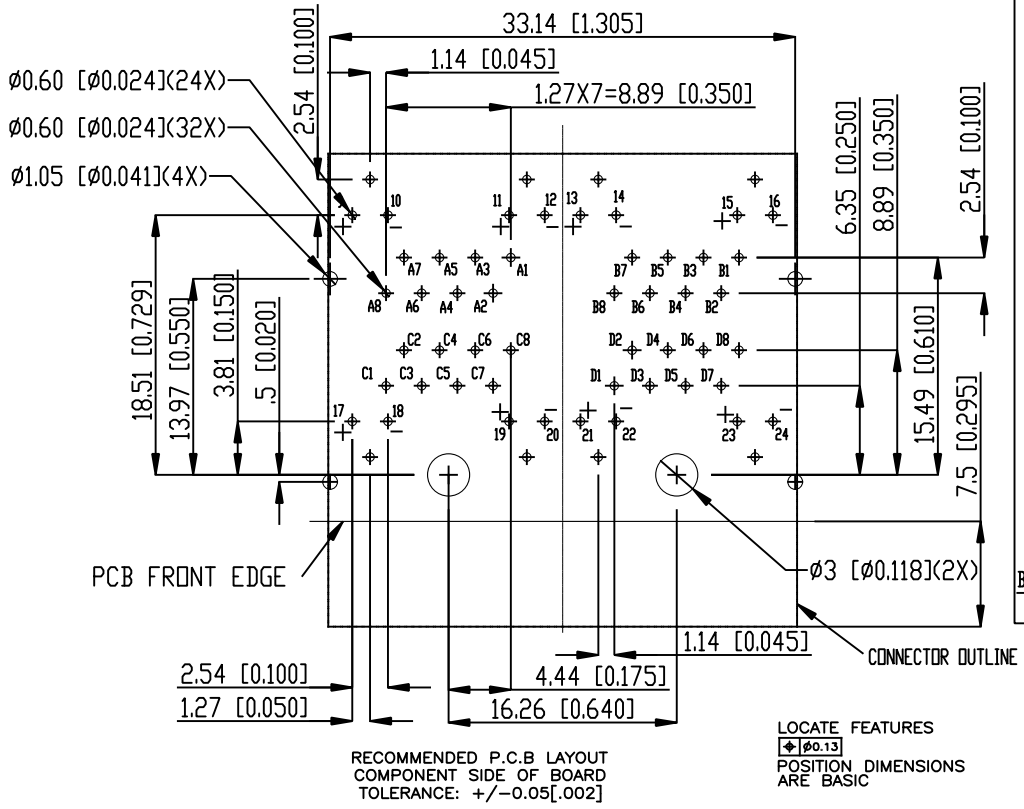 33.14 [1.305]
1.14 [0.045]
1.27X7=8.89 [0.350]
2.54 [0.100]
Ø0.60 [Ø0.024](24X)
Ø0.60 [Ø0.024](32X)
Ø1.05 [Ø0.041](4X)
6.35 [0.250]
8.89 [0.350]
2.54 [0.100]
10 11 12 13 14 15 16
A7 A5 A3 A1 B7 B5 B3 B1
A8 A6 A4 A2 B8 B6 B4 B2
C2 C4 C6 C8 D2 D4 D6 D8
C1 C3 C5 C7 D1 D3 D5 D7
17 18 19 20 21 22 23 24
18.51 [0.729]
13.97 [0.550]
3.81 [0.150]
.5 [0.020]
15.49 [0.610]
7.5 [0.295]
PCB FRONT EDGE
Ø3 [Ø0.118](2X)
B
CONNECTOR OUTLINE
1.14 [0.045]
2.54 [0.100]
4.44 [0.175]
1.27 [0.050]
16.26 [0.640]
RECOMMENDED P.C.B LAYOUT
COMPONENT SIDE OF BOARD
TOLERANCE: +/-0.05[.002]
LOCATE FEATURES
⌖ Ø0.13
POSITION DIMENSIONS
ARE BASIC